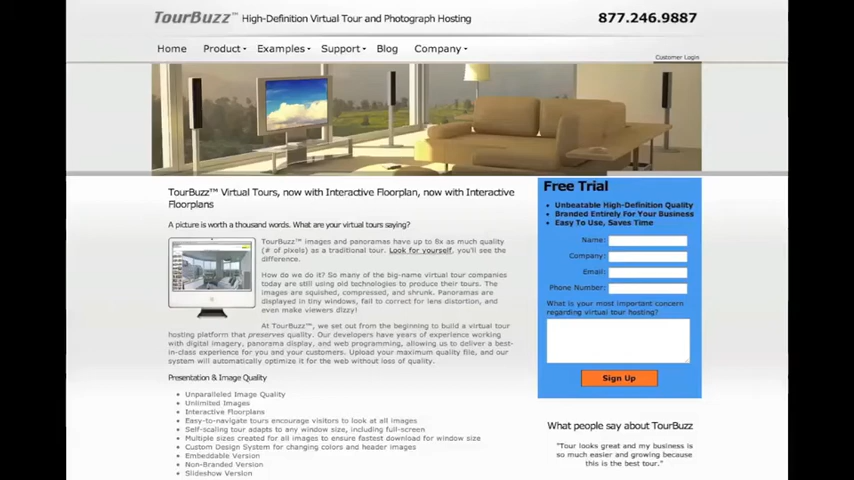 TourBuzz™ High-Definition Virtual Tour and Photograph Hosting
877.246.9887
Home Product Examples Support Blog Company
Customer Login
TourBuzz™ Virtual Tours, now with Interactive Floorplan, now with Interactive
Floorplans
A picture is worth a thousand words. What are your virtual tours saying?
TourBuzz™ images and panoramas have up to 8x as much quality
(# of pixels) as a traditional tour. Look for yourself, you'll see the
difference.
How do we do it? So many of the big-name virtual tour companies
today are still using old technologies to produce their tours. The
images are squished, compressed, and shrunk. Panoramas are
displayed in tiny windows, fail to correct for lens distortion, and
even make viewers dizzy!
At TourBuzz™, we set out from the beginning to build a virtual tour
hosting platform that preserves quality. Our developers have years of experience working
with digital imagery, panorama display, and web programming, allowing us to deliver a best-
in-class experience for you and your customers. Upload your maximum quality file, and our
system will automatically optimize it for the web without loss of quality.
Presentation & Image Quality
Unparalleled Image Quality
Unlimited Images
Interactive Floorplans
Easy-to-navigate tours encourage visitors to look at all images
Self-scaling tour adapts to any window size, including full-screen
Multiple sizes created for all images to ensure fastest download for window size
Custom Design System for changing colors and header images
Embeddable Version
Non-Branded Version
Slideshow Version
Free Trial
Unbeatable High-Definition Quality
Branded Entirely For Your Business
Easy To Use, Saves Time
Name:
Company:
Email:
Phone Number:
What is your most important concern
regarding virtual tour hosting?
Sign Up
What people say about TourBuzz
"Tour looks great and my business is
so much easier and growing because
this is the best tour."